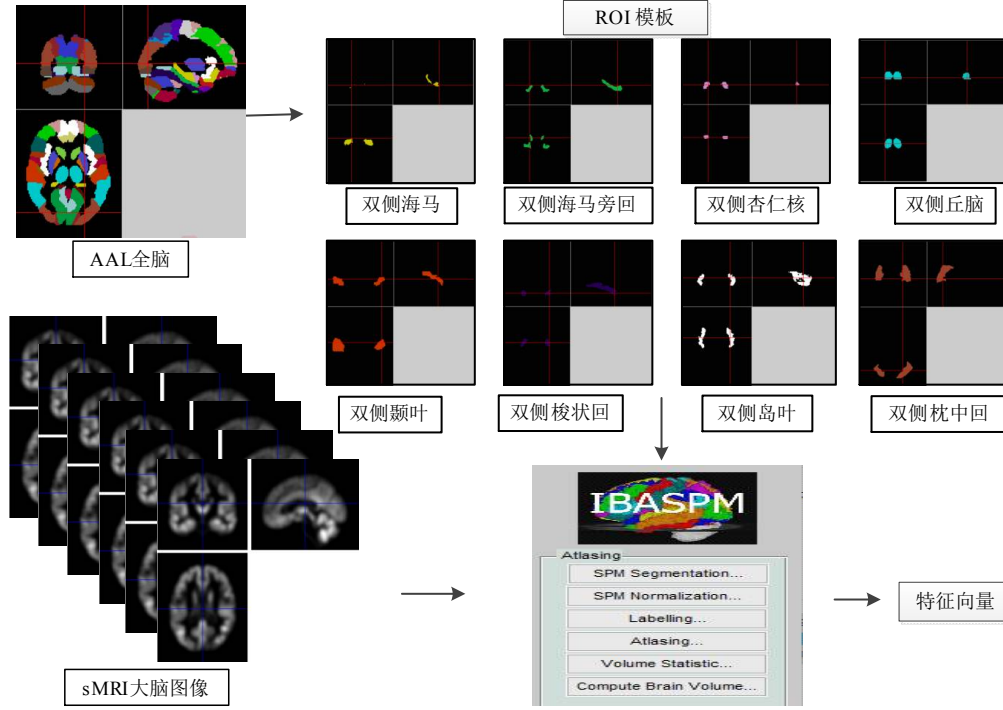 ROI 模板
双侧海马
双侧海马旁回
双侧杏仁核
双侧丘脑
AAL全脑
双侧颞叶
双侧梭状回
双侧岛叶
双侧枕中回
IBASPM
Atlasing
SPM Segmentation...
SPM Normalization...
Labelling...
Atlasing...
Volume Statistic...
Compute Brain Volume...
特征向量
sMRI大脑图像